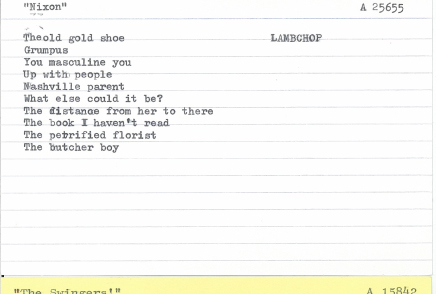 "Nixon" A 25655
Theold gold shoe LAMBCHOP
Grumpus
You masculine you
Up with people
Nashville parent
What else could it be?
The distance from her to there
The book I haven't read
The petrified florist
The butcher boy
"The Swingers!" A 15842